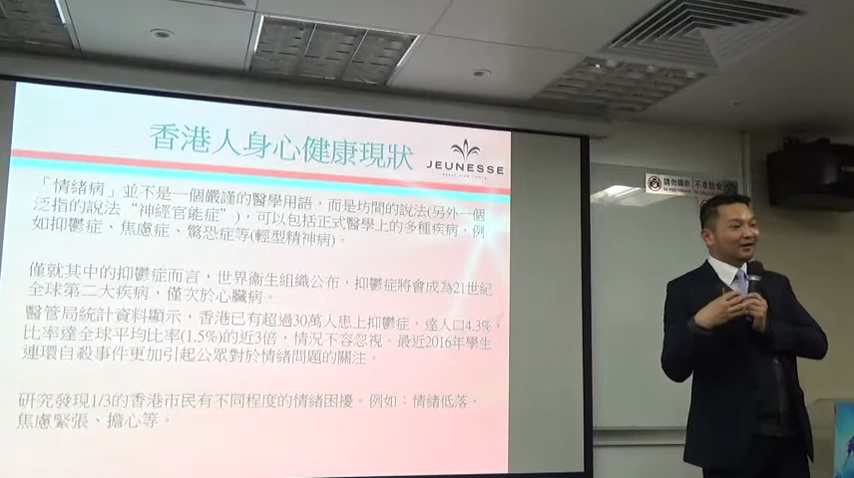 香港人身心健康現狀
JEUNESSE
「情緒病」並不是一個嚴謹的醫學用語，而是坊間的說法(另外一個
泛指的說法“神經官能症”)，可以包括正式醫學上的多種疾病，例
如抑鬱症、焦慮症、驚恐症等(輕型精神病)。
僅就其中的抑鬱症而言，世界衞生組織公布，抑鬱症將會成為21世紀
全球第二大疾病，僅次於心臟病。
醫管局統計資料顯示，香港已有超過30萬人患上抑鬱症，達人口4.3%，
比率達全球平均比率(1.5%)的近3倍，情況不容忽視。最近2016年學生
連環自殺事件更加引起公眾對於情緒問題的關注。
研究發現1/3的香港市民有不同程度的情緒困擾。例如：情緒低落、
焦慮緊張、擔心等。
請勿攝影
不准飲食